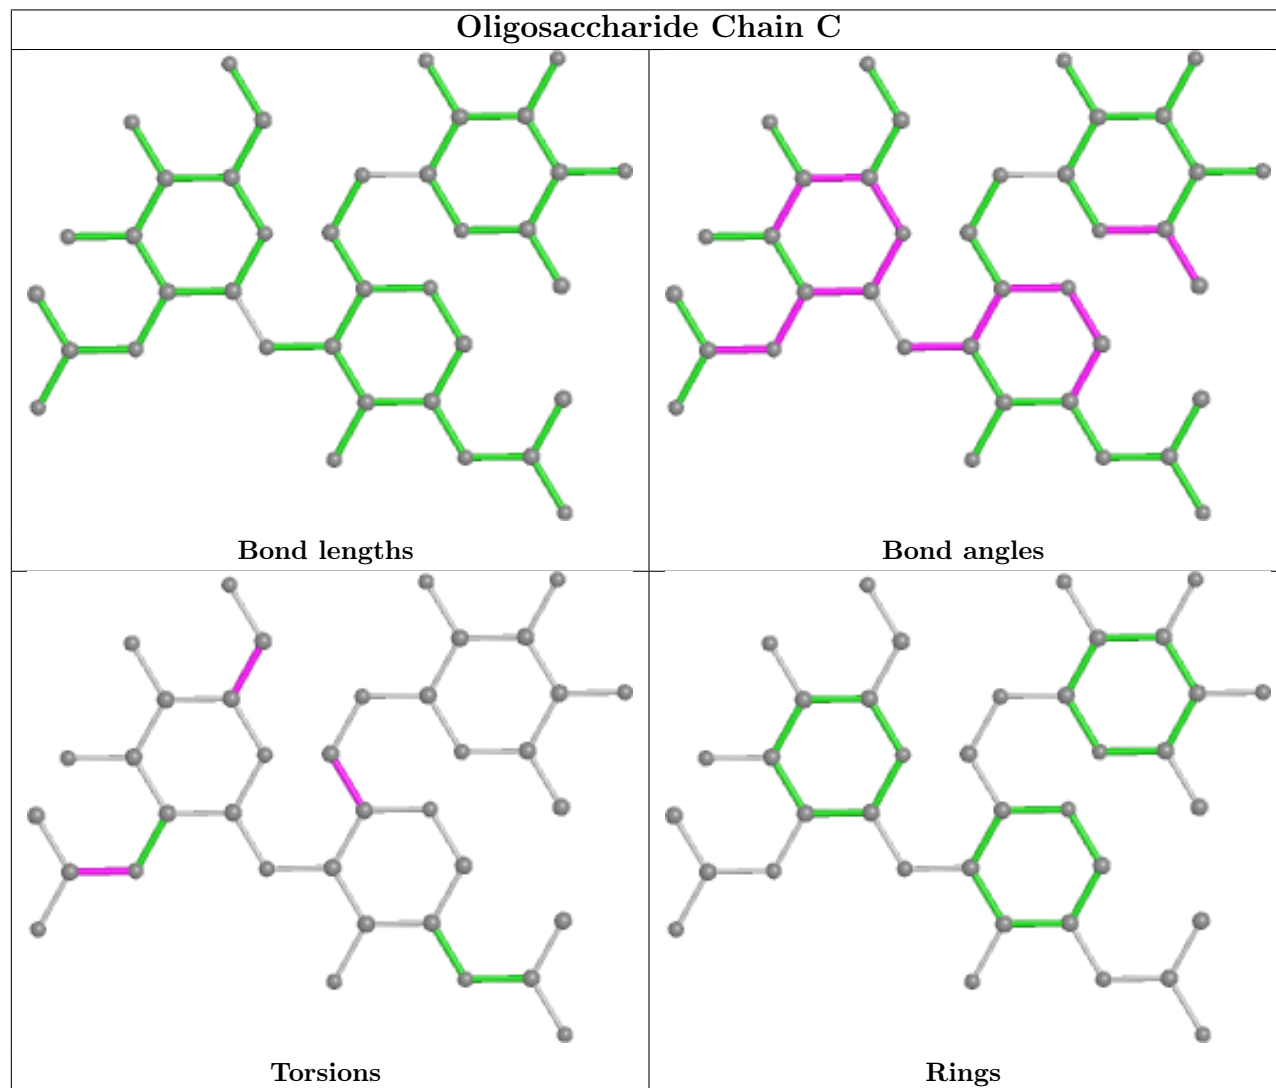 Oligosaccharide Chain C
Bond lengths
Bond angles
Torsions
Rings